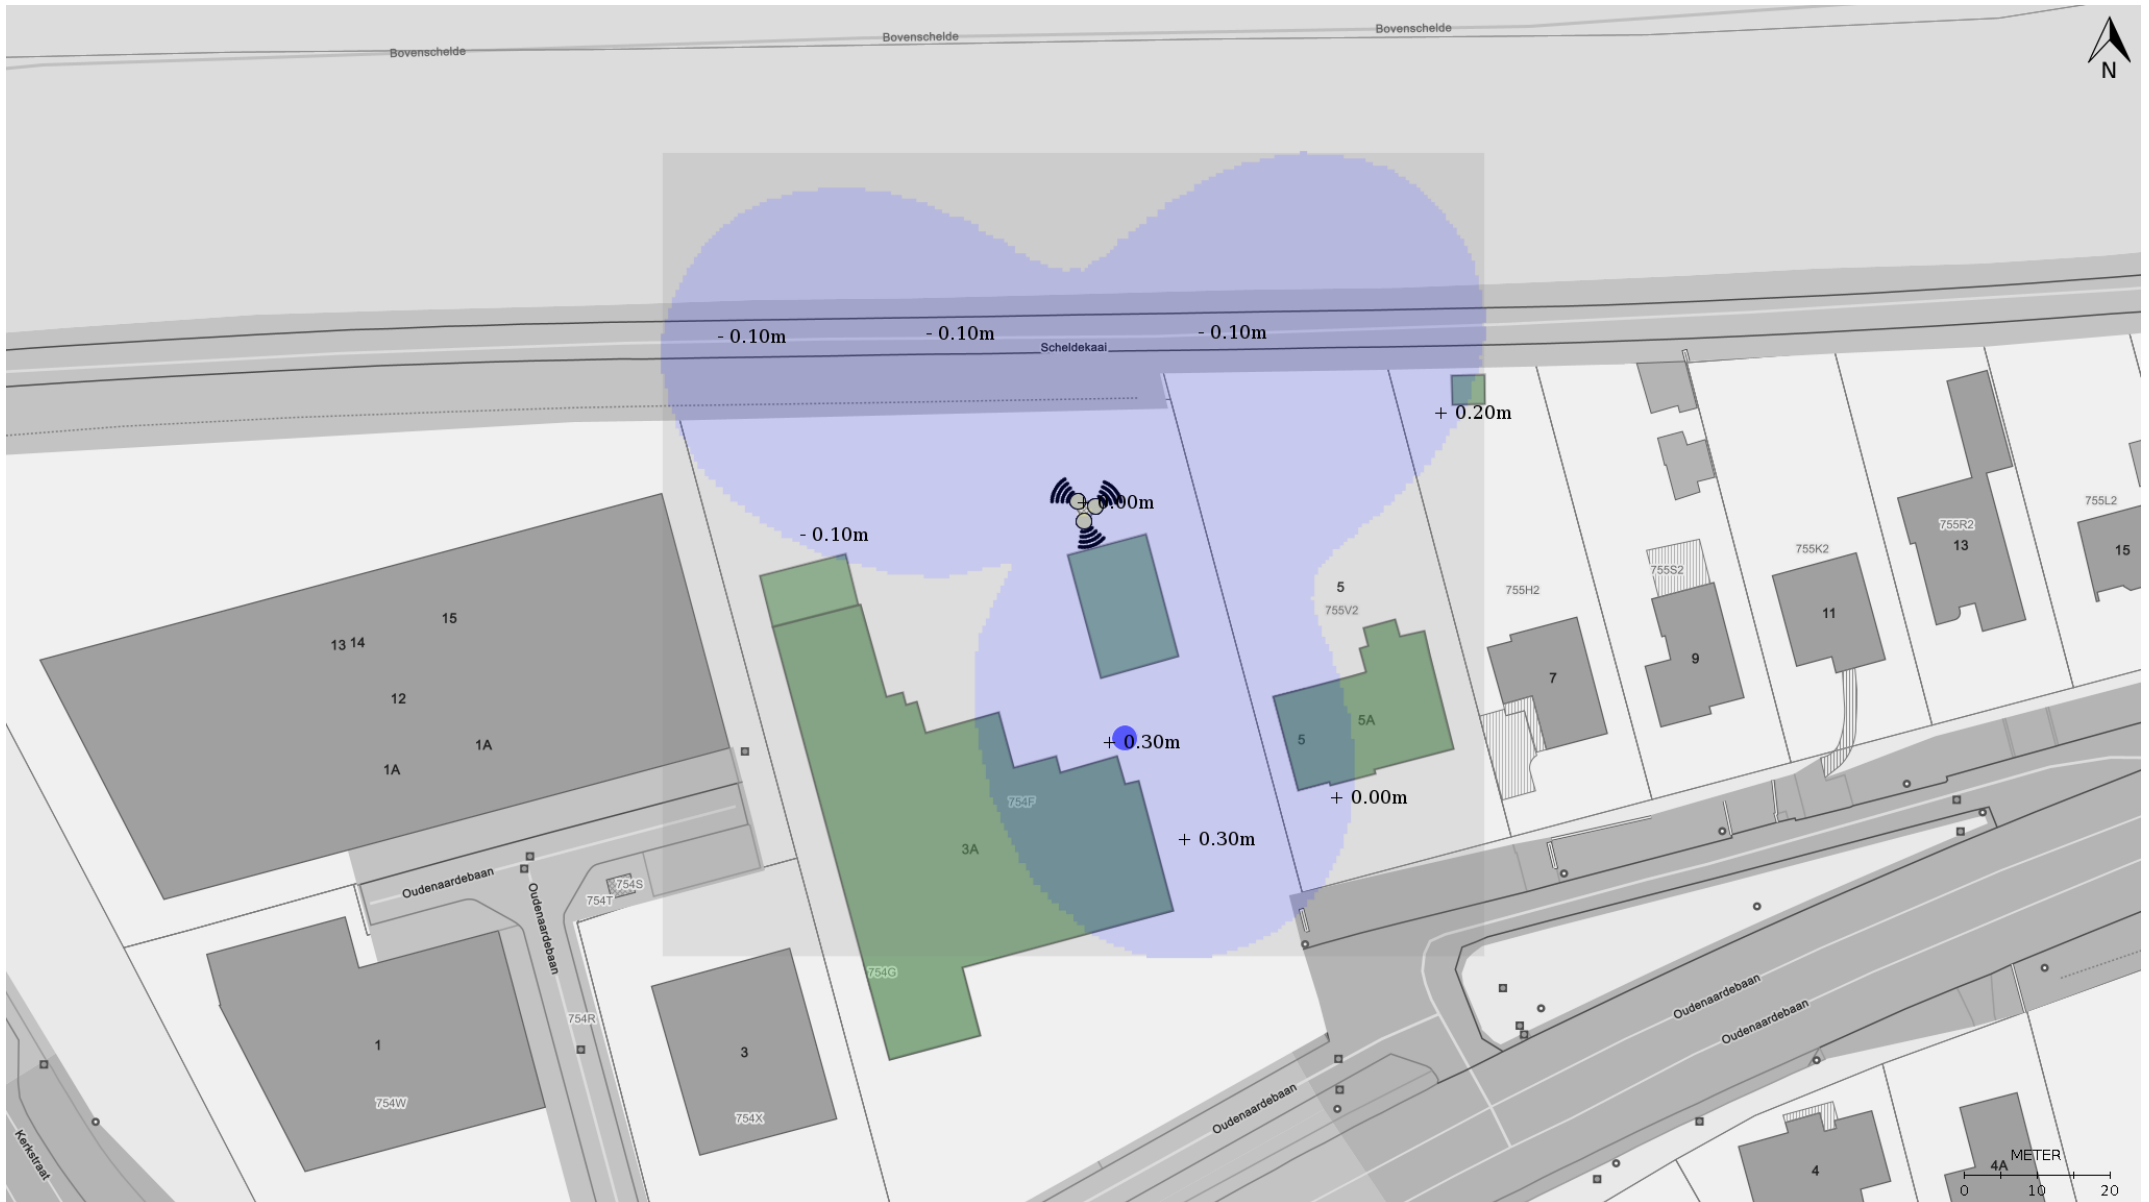 Bovenschelde
Bovenschelde
Bovenschelde
N
- 0.10m
- 0.10m
- 0.10m
Scheldekaai
+ 0.20m
+ 0.00m
- 0.10m
755R2
13
755L2
15
755K2
755S2
755H2
5
755V2
11
15
13 14
12
1A
1A
7
9
5A
5
+ 0.30m
+ 0.00m
754F
3A
+ 0.30m
Oudenaardebaan
754S
754T
Oudenaardebaan
754G
754R
3
1
754W
754X
Oudenaardebaan
Oudenaardebaan
Oudenaardebaan
Kerkstraat
4
4A
METER
0 10 20